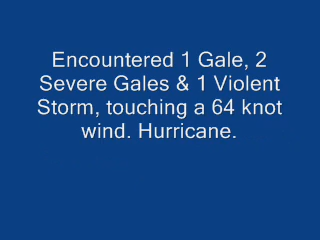 Encountered 1 Gale, 2
Severe Gales & 1 Violent
Storm, touching a 64 knot
wind. Hurricane.